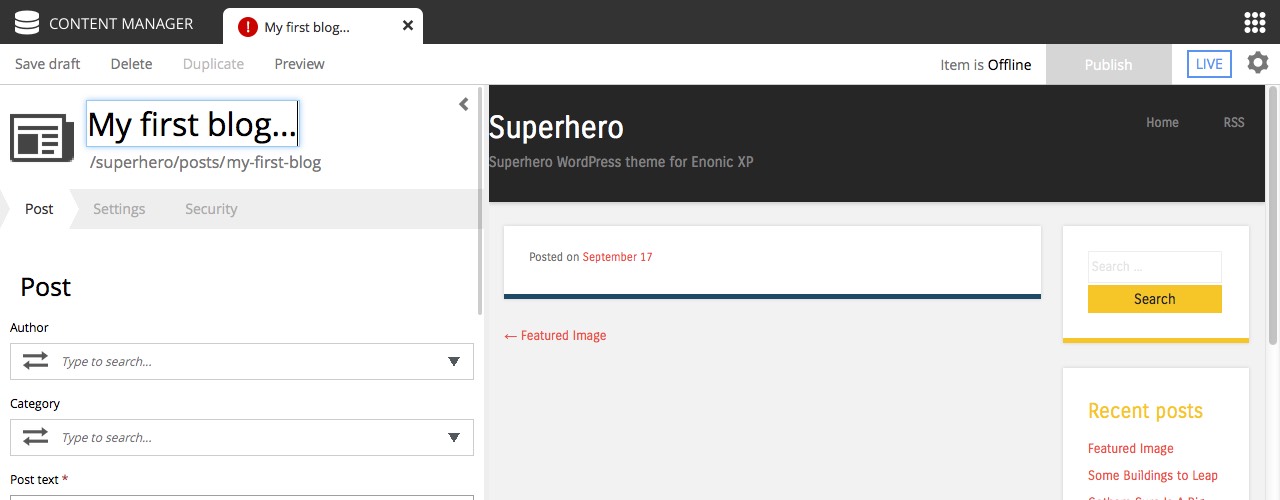 CONTENT MANAGER
My first blog...
Save draft Delete Duplicate Preview
Item is Offline Publish LIVE
My first blog...
/superhero/posts/my-first-blog
Post Settings Security
Post
Author
Type to search...
Category
Type to search...
Post text *
Superhero
Superhero WordPress theme for Enonic XP
Home RSS
Posted on September 17
← Featured Image
Search ...
Search
Recent posts
Featured Image
Some Buildings to Leap